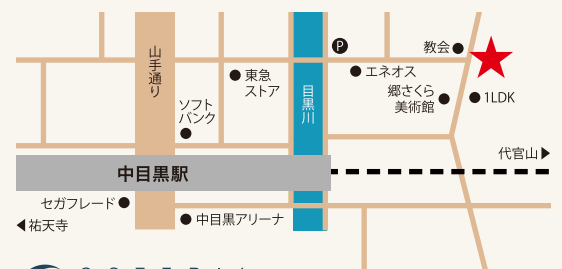 山手通り
P
教会
東急
ストア
エネオス
ソフト
バンク
目黒川
郷さくら
美術館
1LDK
代官山
中目黒駅
セガフレード
祐天寺
中目黒アリーナ